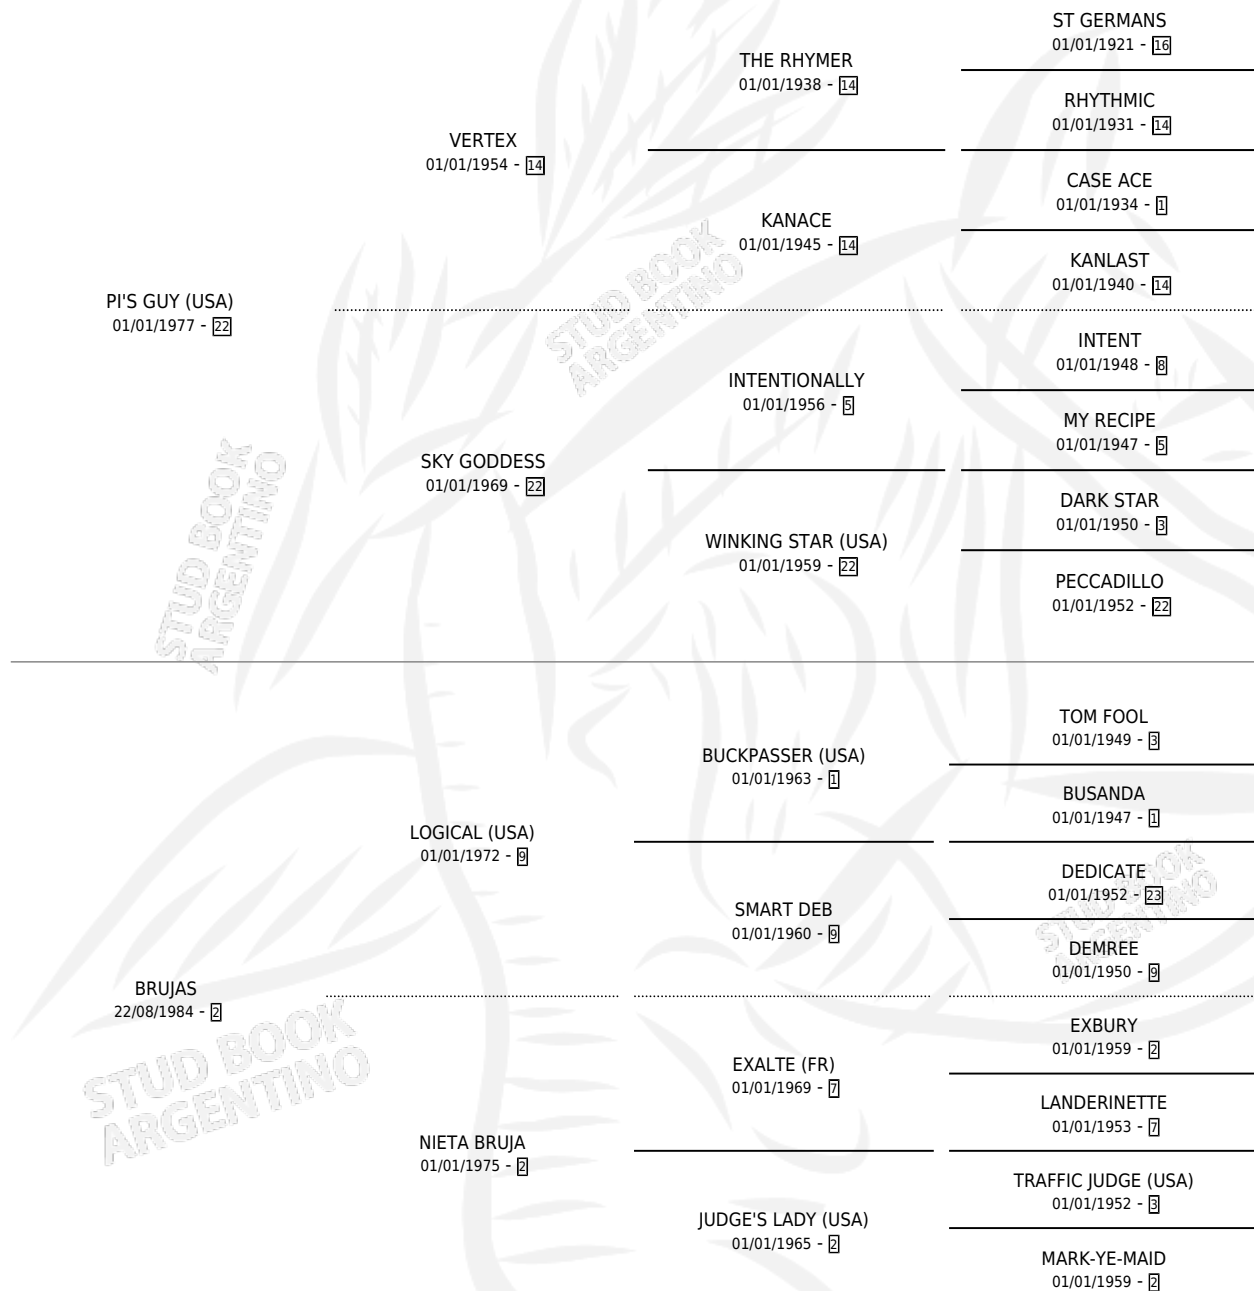 ST GERMANS
01/01/1921 - 16
THE RHYMER
01/01/1938 - 14
RHYTHMIC
01/01/1931 - 14
VERTEX
01/01/1954 - 14
CASE ACE
01/01/1934 - 1
KANACE
01/01/1945 - 14
KANLAST
01/01/1940 - 14
PI'S GUY (USA)
01/01/1977 - 22
INTENT
01/01/1948 - 8
INTENTIONALLY
01/01/1956 - 5
MY RECIPE
01/01/1947 - 5
SKY GODDESS
01/01/1969 - 22
DARK STAR
01/01/1950 - 3
WINKING STAR (USA)
01/01/1959 - 22
PECCADILLO
01/01/1952 - 22
TOM FOOL
01/01/1949 - 3
BUCKPASSER (USA)
01/01/1963 - 1
BUSANDA
01/01/1947 - 1
LOGICAL (USA)
01/01/1972 - 9
DEDICATE
01/01/1952 - 23
SMART DEB
01/01/1960 - 9
DEMREE
01/01/1950 - 9
BRUJAS
22/08/1984 - 2
EXBURY
01/01/1959 - 2
EXALTE (FR)
01/01/1969 - 7
LANDERINETTE
01/01/1953 - 7
NIETA BRUJA
01/01/1975 - 2
TRAFFIC JUDGE (USA)
01/01/1952 - 3
JUDGE'S LADY (USA)
01/01/1965 - 2
MARK-YE-MAID
01/01/1959 - 2
STUD BOOK
ARGENTINO
STUD BOOK
ARGENTINO
STUD BOOK
ARGENTINO
STUD BOOK
ARGENTINO